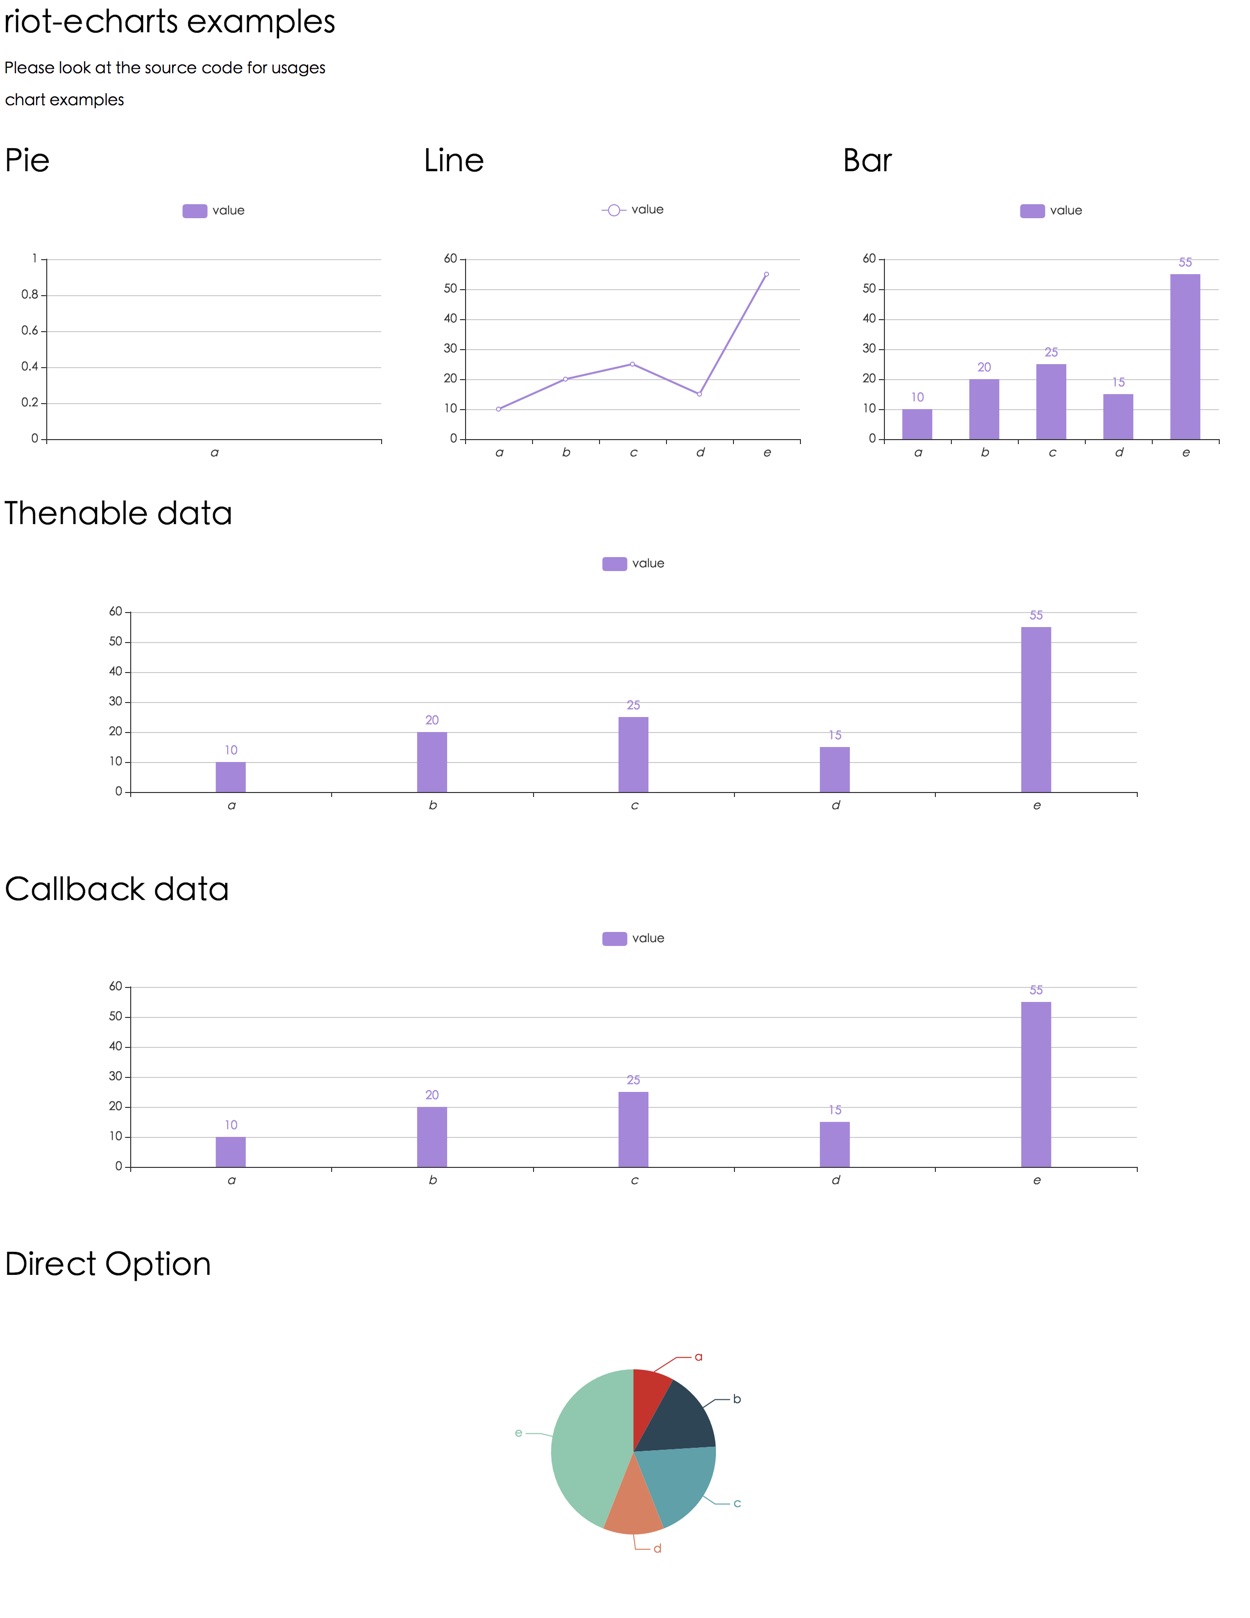 riot-echarts examples
Please look at the source code for usages
chart examples
Pie
value
1
0.8
0.6
0.4
0.2
0
a
Line
value
60
50
40
30
20
10
0
a b c d e
Bar
value
60
50
40
30
20
10
0
10 20 25 15 55
a b c d e
Thenable data
value
60
50
40
30
20
10
0
10 20 25 15 55
a b c d e
Callback data
value
60
50
40
30
20
10
0
10 20 25 15 55
a b c d e
Direct Option
a
b
e
c
d